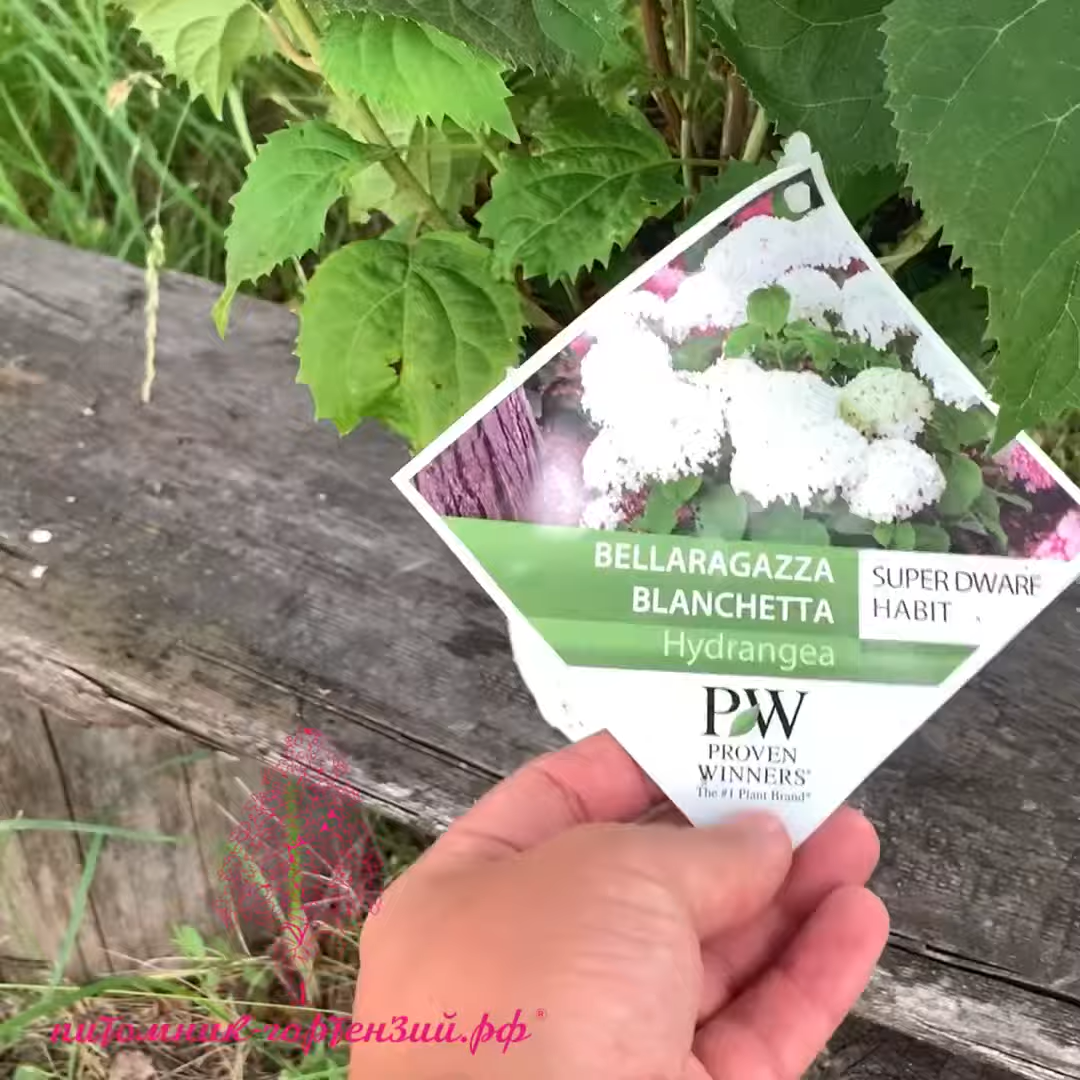 BELLARAGAZZA
BLANCHETTA
Hydrangea
SUPER DWARF
HABIT
PW
PROVEN
WINNERS®
The #1 Plant Brand®
питомник-гортензий.рф®